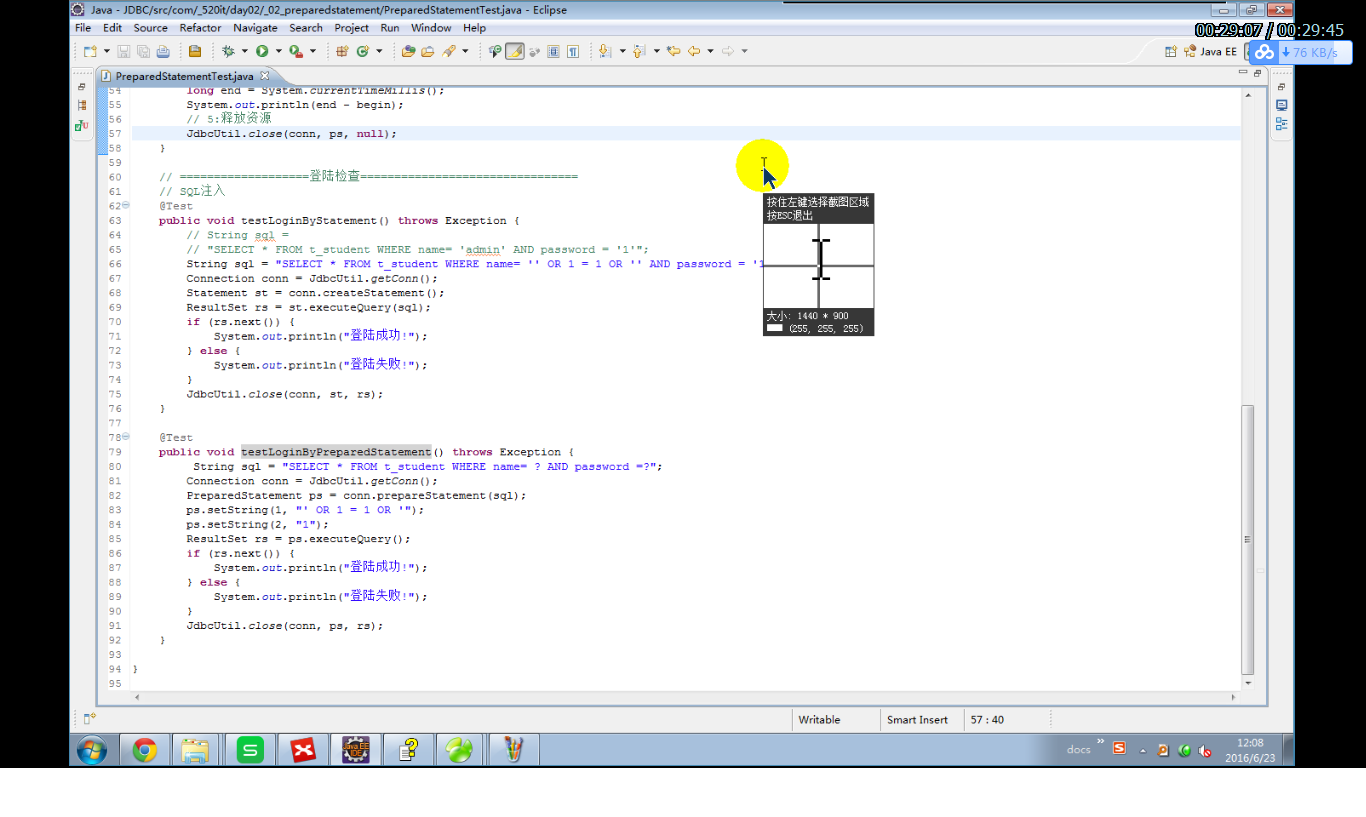 Java - JDBC/src/com/_520it/day02/_02_preparedstatement/PreparedStatementTest.java - Eclipse
File Edit Source Refactor Navigate Search Project Run Window Help
00:29:07 / 00:29:45
Java EE
76 KB/s
PreparedStatementTest.java
54 long end = System.currentTimeMillis();
55 System.out.println(end - begin);
56 // 5:释放资源
57 JdbcUtil.close(conn, ps, null);
58 }
59
60 // ===================登陆检查================================
61 // SQL注入
62 @Test
63 public void testLoginByStatement() throws Exception {
64 // String sql =
65 // "SELECT * FROM t_student WHERE name= 'admin' AND password = '1'";
66 String sql = "SELECT * FROM t_student WHERE name= '' OR 1 = 1 OR '' AND password = '1
67 Connection conn = JdbcUtil.getConn();
68 Statement st = conn.createStatement();
69 ResultSet rs = st.executeQuery(sql);
70 if (rs.next()) {
71 System.out.println("登陆成功!");
72 } else {
73 System.out.println("登陆失败!");
74 }
75 JdbcUtil.close(conn, st, rs);
76 }
77
78 @Test
79 public void testLoginByPreparedStatement() throws Exception {
80 String sql = "SELECT * FROM t_student WHERE name= ? AND password =?";
81 Connection conn = JdbcUtil.getConn();
82 PreparedStatement ps = conn.prepareStatement(sql);
83 ps.setString(1, "' OR 1 = 1 OR '");
84 ps.setString(2, "1");
85 ResultSet rs = ps.executeQuery();
86 if (rs.next()) {
87 System.out.println("登陆成功!");
88 } else {
89 System.out.println("登陆失败!");
90 }
91 JdbcUtil.close(conn, ps, rs);
92 }
93
94 }
95
按住左键选择截图区域
按ESC退出
大小: 1440 * 900
(255, 255, 255)
Writable Smart Insert 57 : 40
docs
12:08
2016/6/23